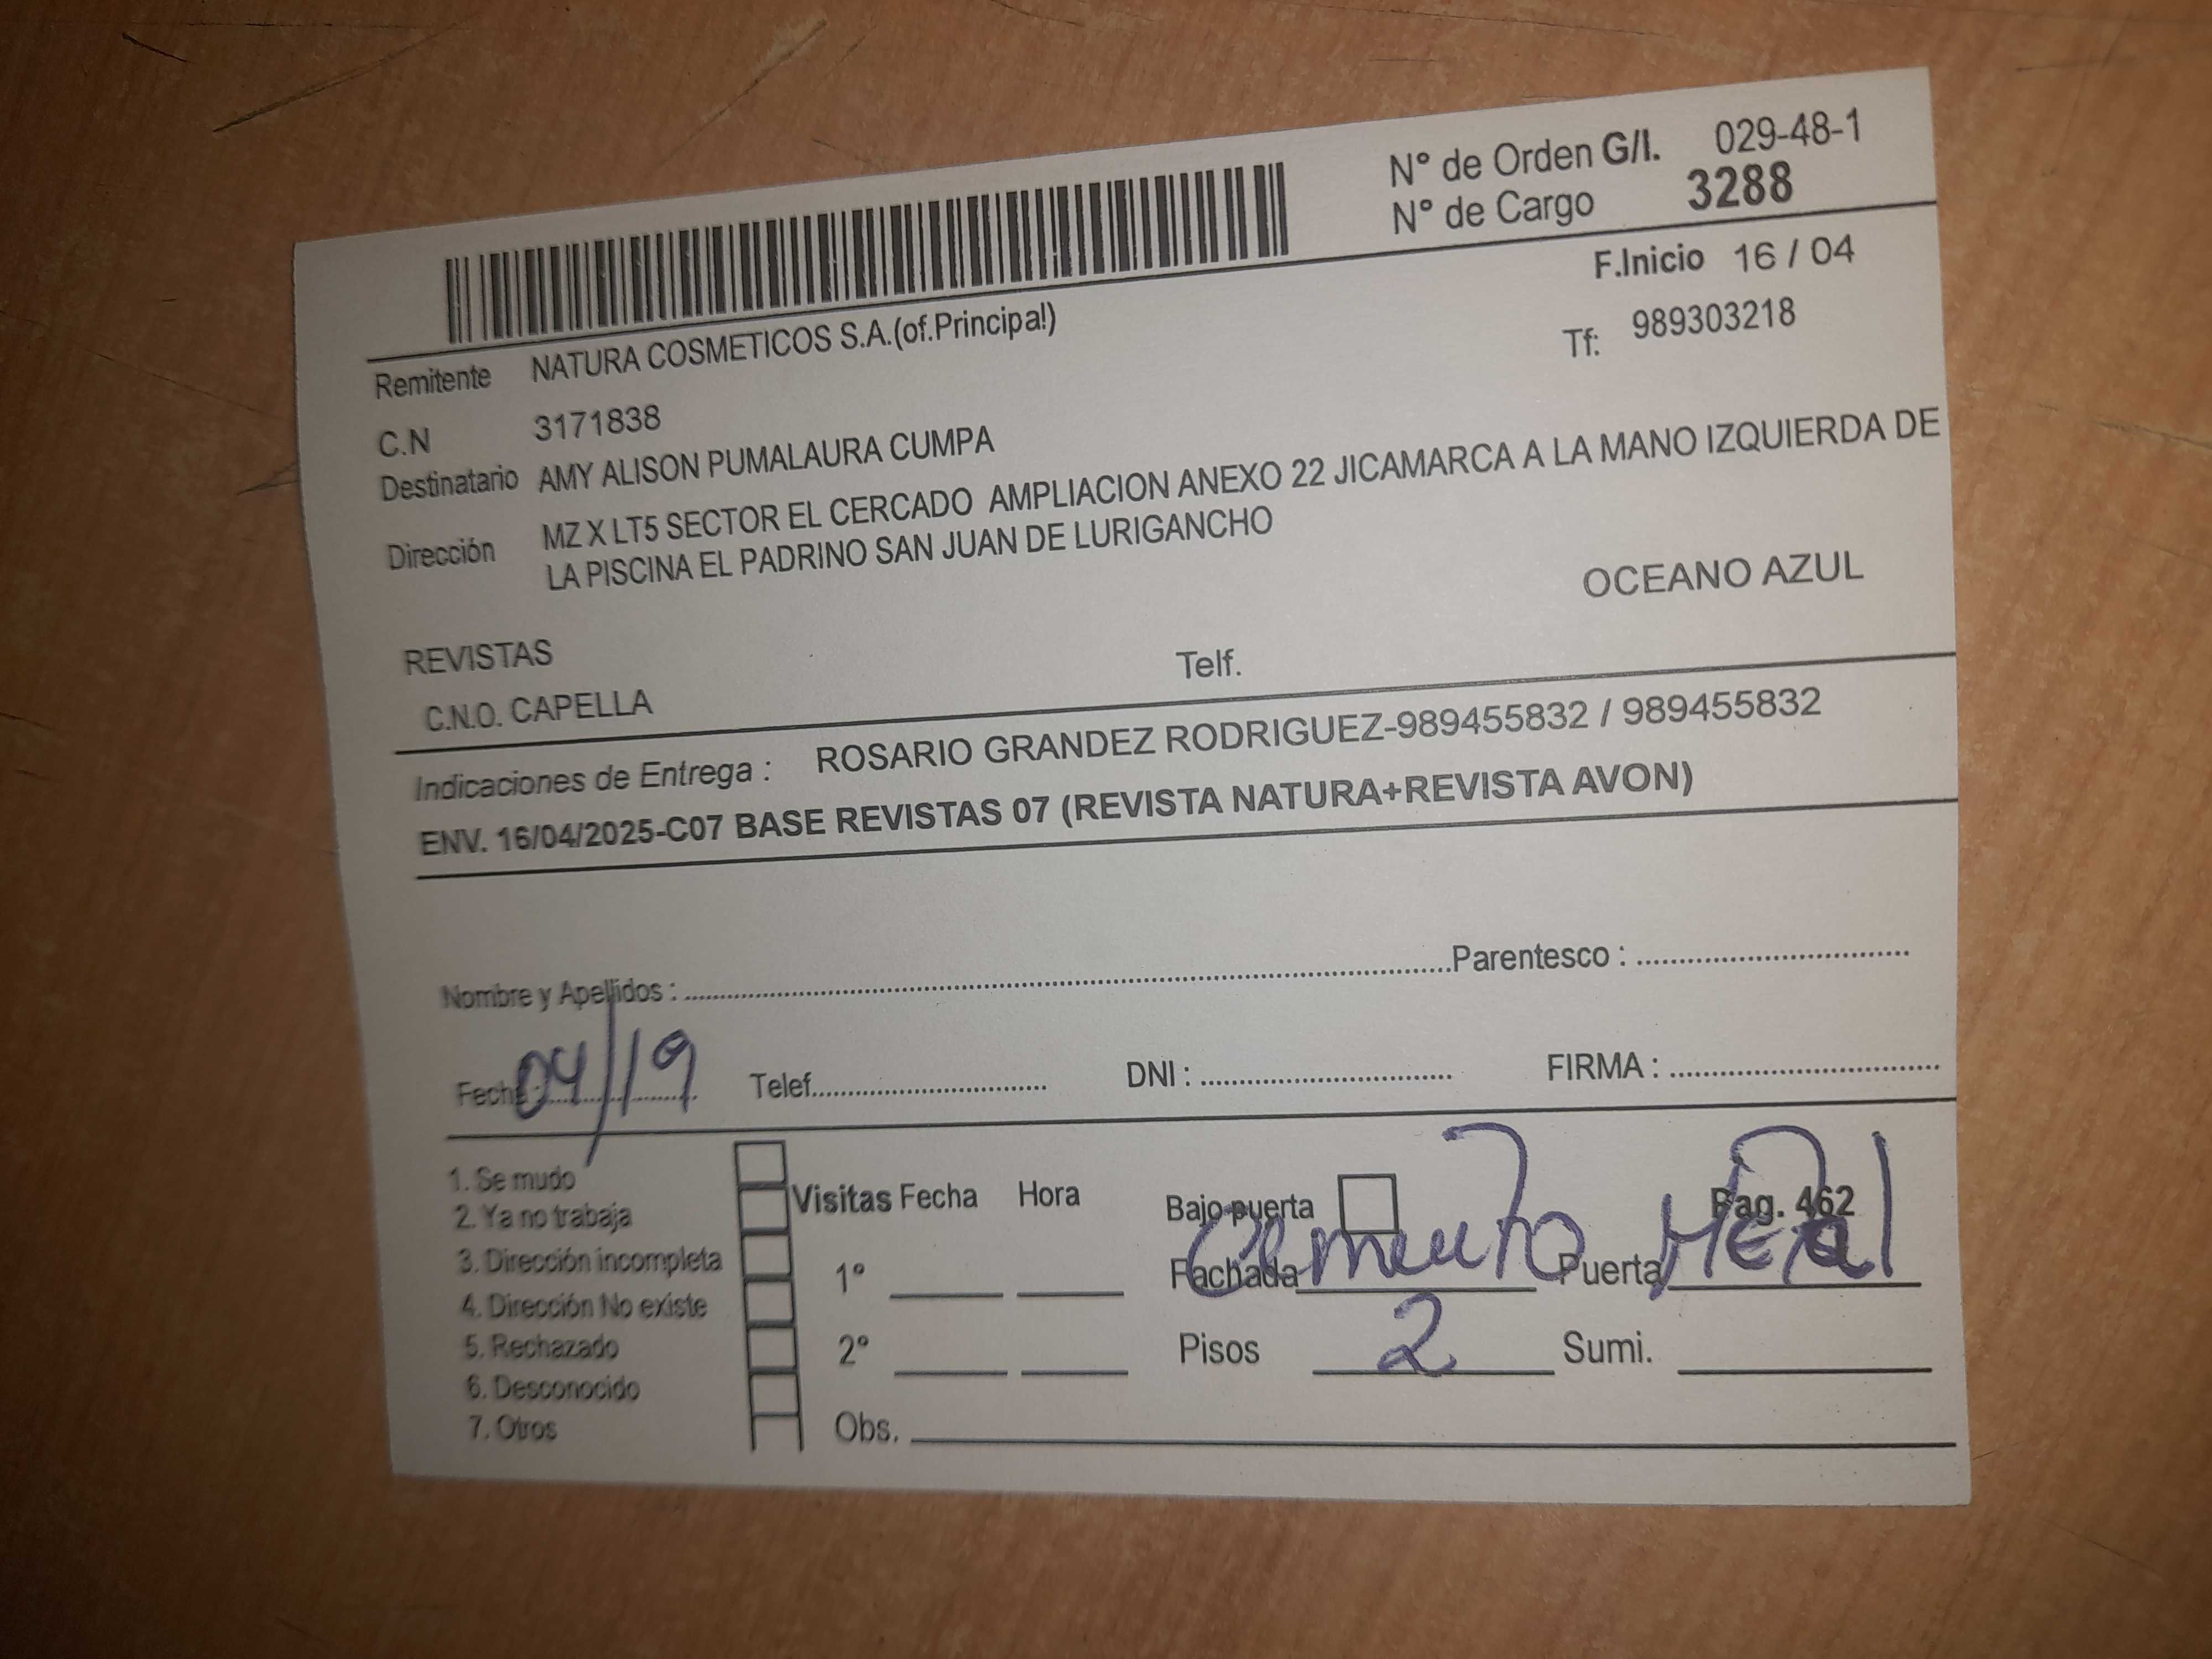 N° de Orden G/I. 029-48-1
N° de Cargo 3288
F.Inicio 16 / 04
Remitente NATURA COSMETICOS S.A.(of.Principal)
Tf: 989303218
C.N 3171838
Destinatario AMY ALISON PUMALAURA CUMPA
Dirección MZ X LT5 SECTOR EL CERCADO AMPLIACION ANEXO 22 JICAMARCA A LA MANO IZQUIERDA DE
LA PISCINA EL PADRINO SAN JUAN DE LURIGANCHO
OCEANO AZUL
REVISTAS
C.N.O. CAPELLA Telf.
Indicaciones de Entrega : ROSARIO GRANDEZ RODRIGUEZ-989455832 / 989455832
ENV. 16/04/2025-C07 BASE REVISTAS 07 (REVISTA NATURA+REVISTA AVON)
Nombre y Apellidos : Parentesco :
Fecha : 04/19 Telef. DNI : FIRMA :
1. Se mudo
2. Ya no trabaja
3. Dirección incompleta
4. Dirección No existe
5. Rechazado
6. Desconocido
7. Otros
Visitas Fecha Hora
1°
2°
Obs.
Bajo puerta Pag. 462
Fachada Cemento Puerta Metal
Pisos 2 Sumi.